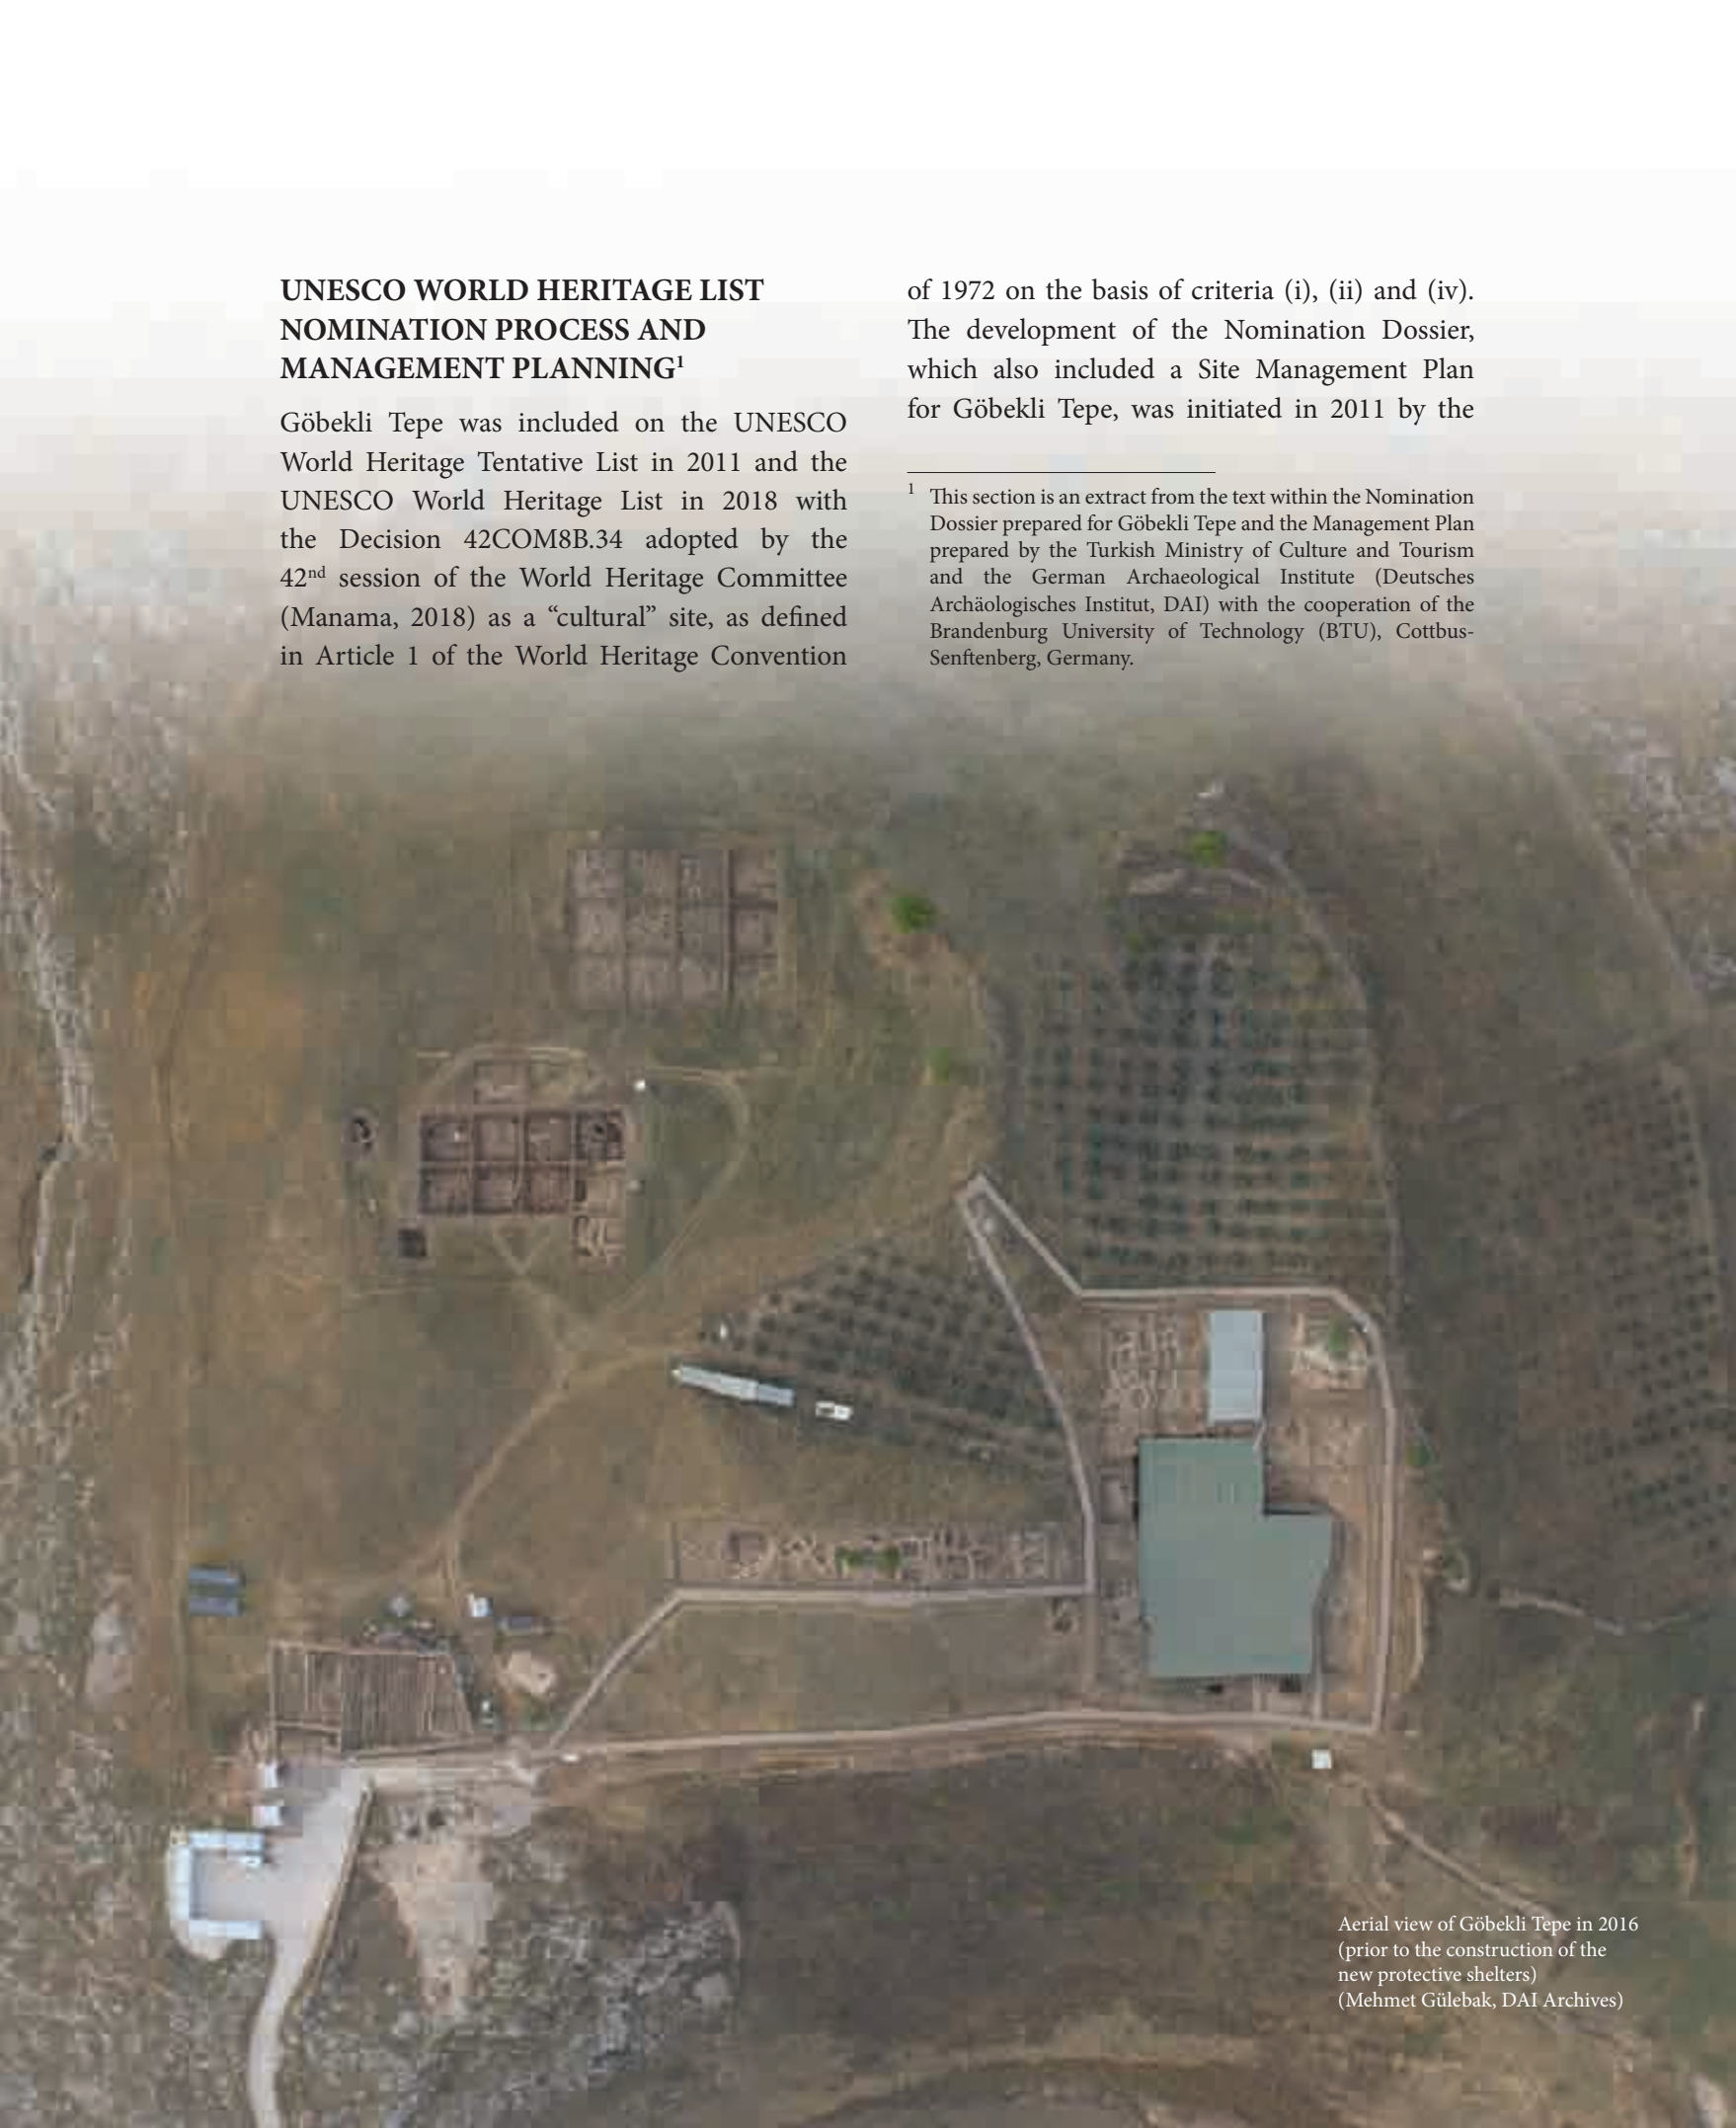 UNESCO WORLD HERITAGE LIST
NOMINATION PROCESS AND
MANAGEMENT PLANNING¹
Göbekli Tepe was included on the UNESCO
World Heritage Tentative List in 2011 and the
UNESCO World Heritage List in 2018 with
the Decision 42COM8B.34 adopted by the
42nd session of the World Heritage Committee
(Manama, 2018) as a “cultural” site, as defined
in Article 1 of the World Heritage Convention
of 1972 on the basis of criteria (i), (ii) and (iv).
The development of the Nomination Dossier,
which also included a Site Management Plan
for Göbekli Tepe, was initiated in 2011 by the
¹ This section is an extract from the text within the Nomination
Dossier prepared for Göbekli Tepe and the Management Plan
prepared by the Turkish Ministry of Culture and Tourism
and the German Archaeological Institute (Deutsches
Archäologisches Institut, DAI) with the cooperation of the
Brandenburg University of Technology (BTU), Cottbus-
Senftenberg, Germany.
Aerial view of Göbekli Tepe in 2016
(prior to the construction of the
new protective shelters)
(Mehmet Gülebak, DAI Archives)